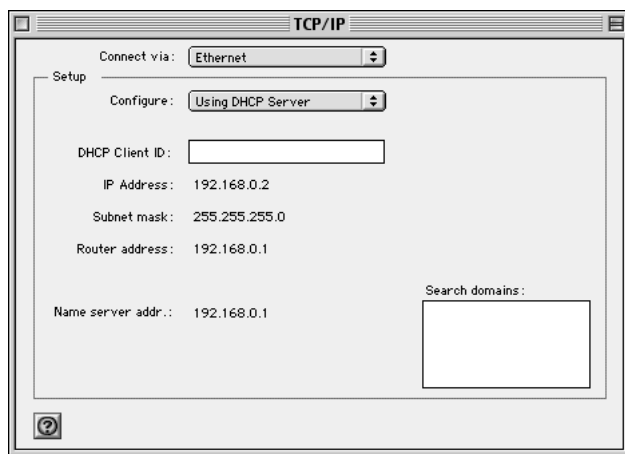 TCP/IP
Connect via: Ethernet
Setup
Configure: Using DHCP Server
DHCP Client ID:
IP Address: 192.168.0.2
Subnet mask: 255.255.255.0
Router address: 192.168.0.1
Search domains:
Name server addr.: 192.168.0.1
?